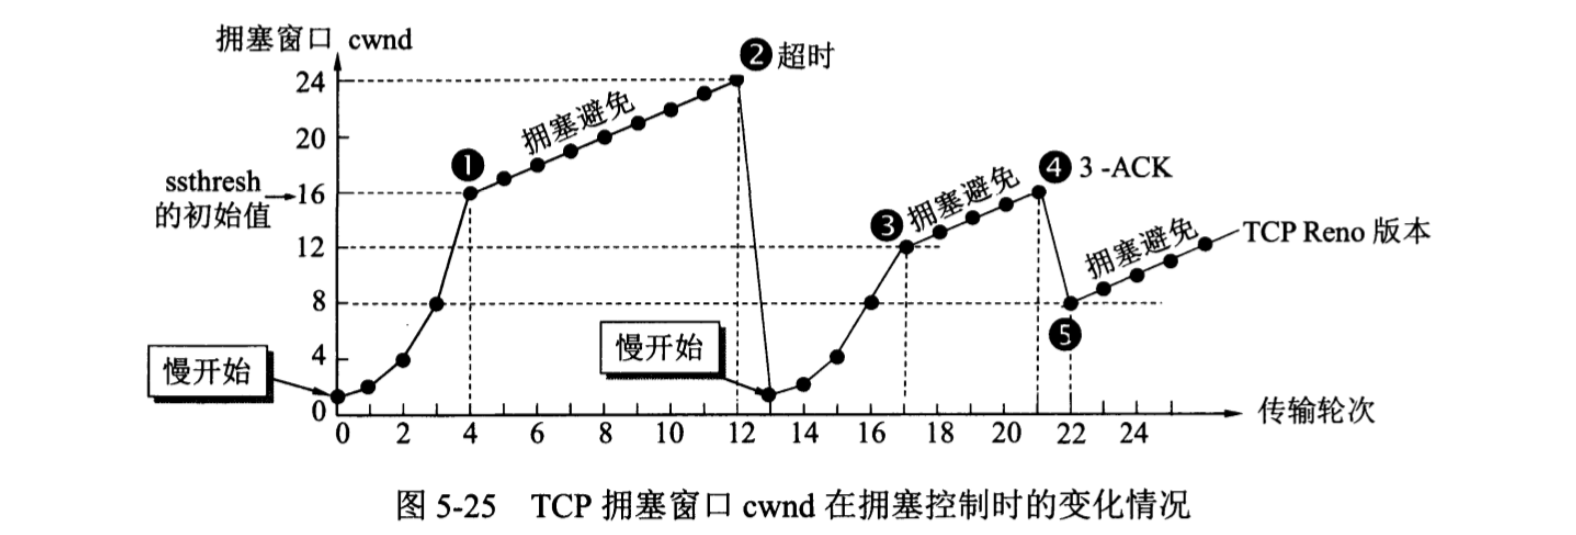 拥塞窗口 cwnd
❷超时
24
拥塞避免
20
❶
❹ 3 -ACK
ssthresh
的初始值
16
❸
拥塞避免
12
拥塞避免
TCP Reno 版本
8
❺
慢开始
4
慢开始
0
0 2 4 6 8 10 12 14 16 18 20 22 24
传输轮次
图 5-25 TCP 拥塞窗口 cwnd 在拥塞控制时的变化情况